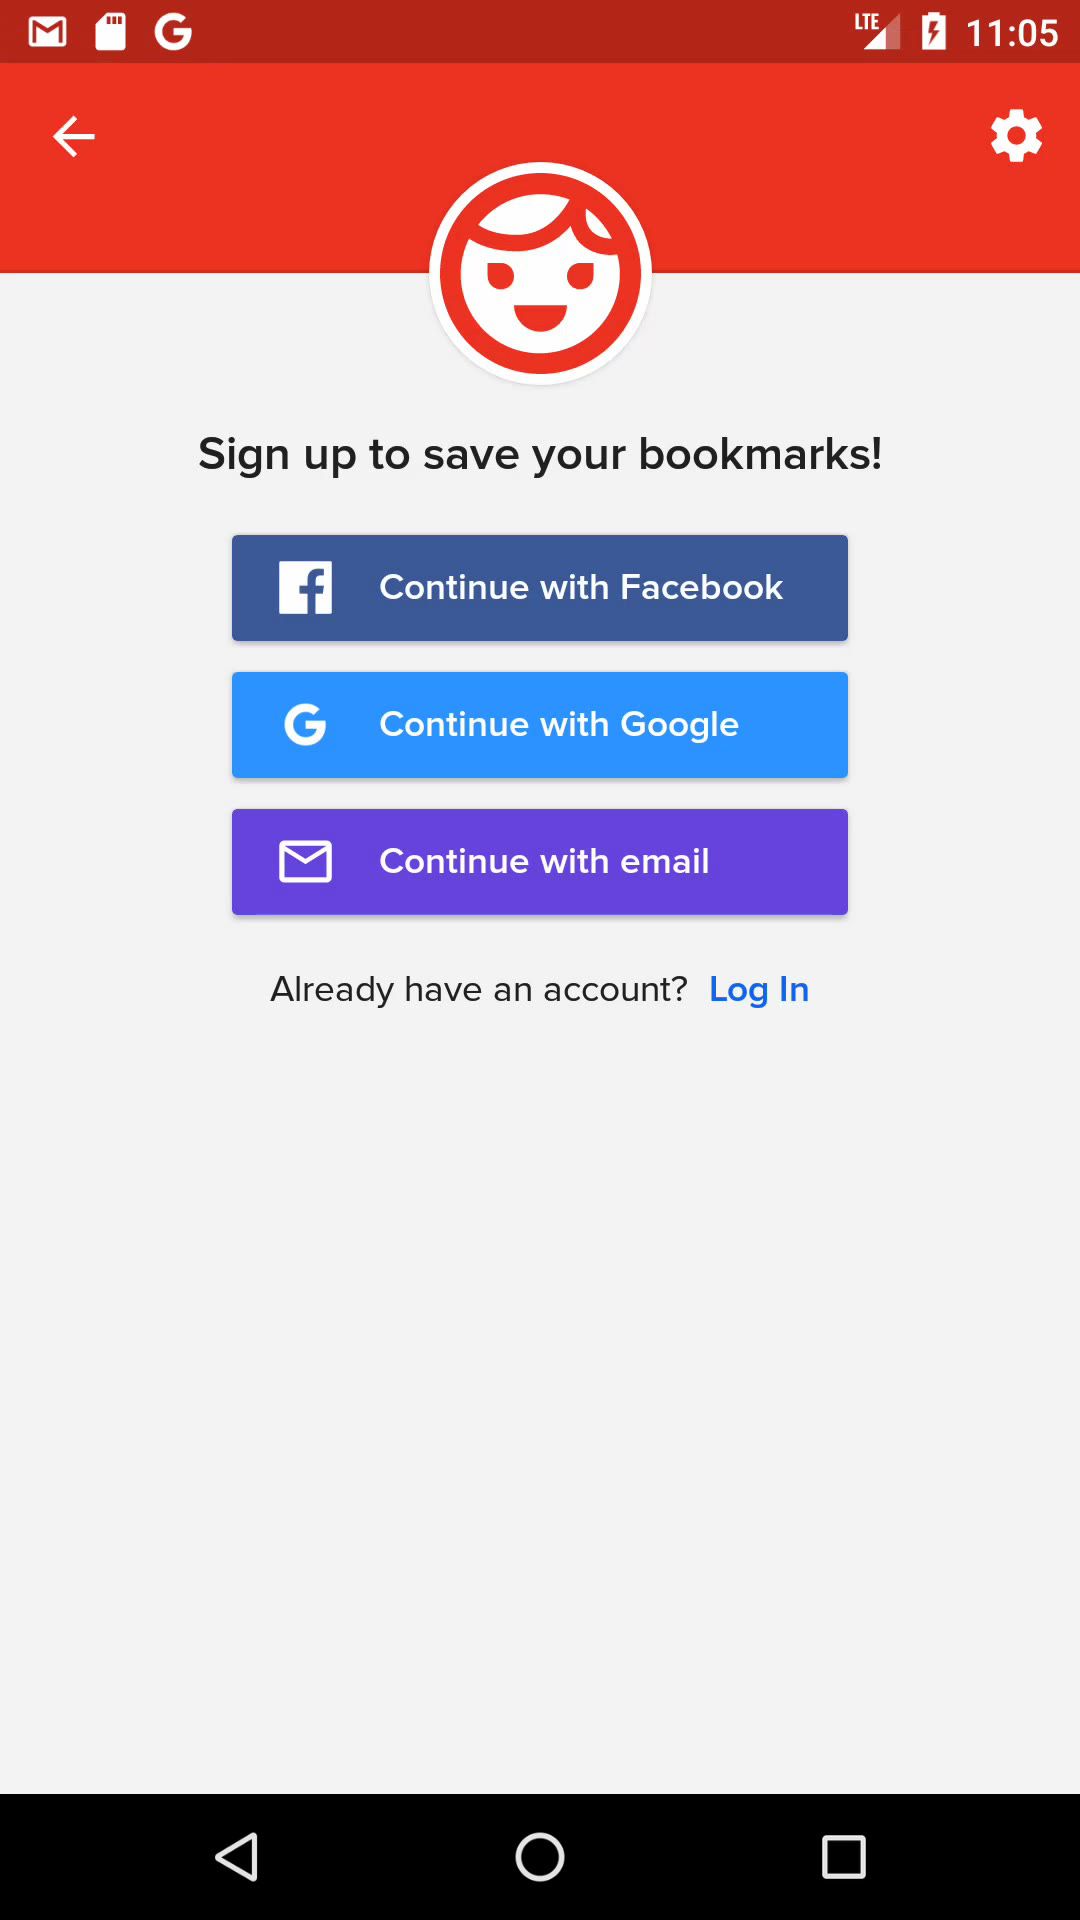 LTE 11:05
Sign up to save your bookmarks!
Continue with Facebook
Continue with Google
Continue with email
Already have an account? Log In